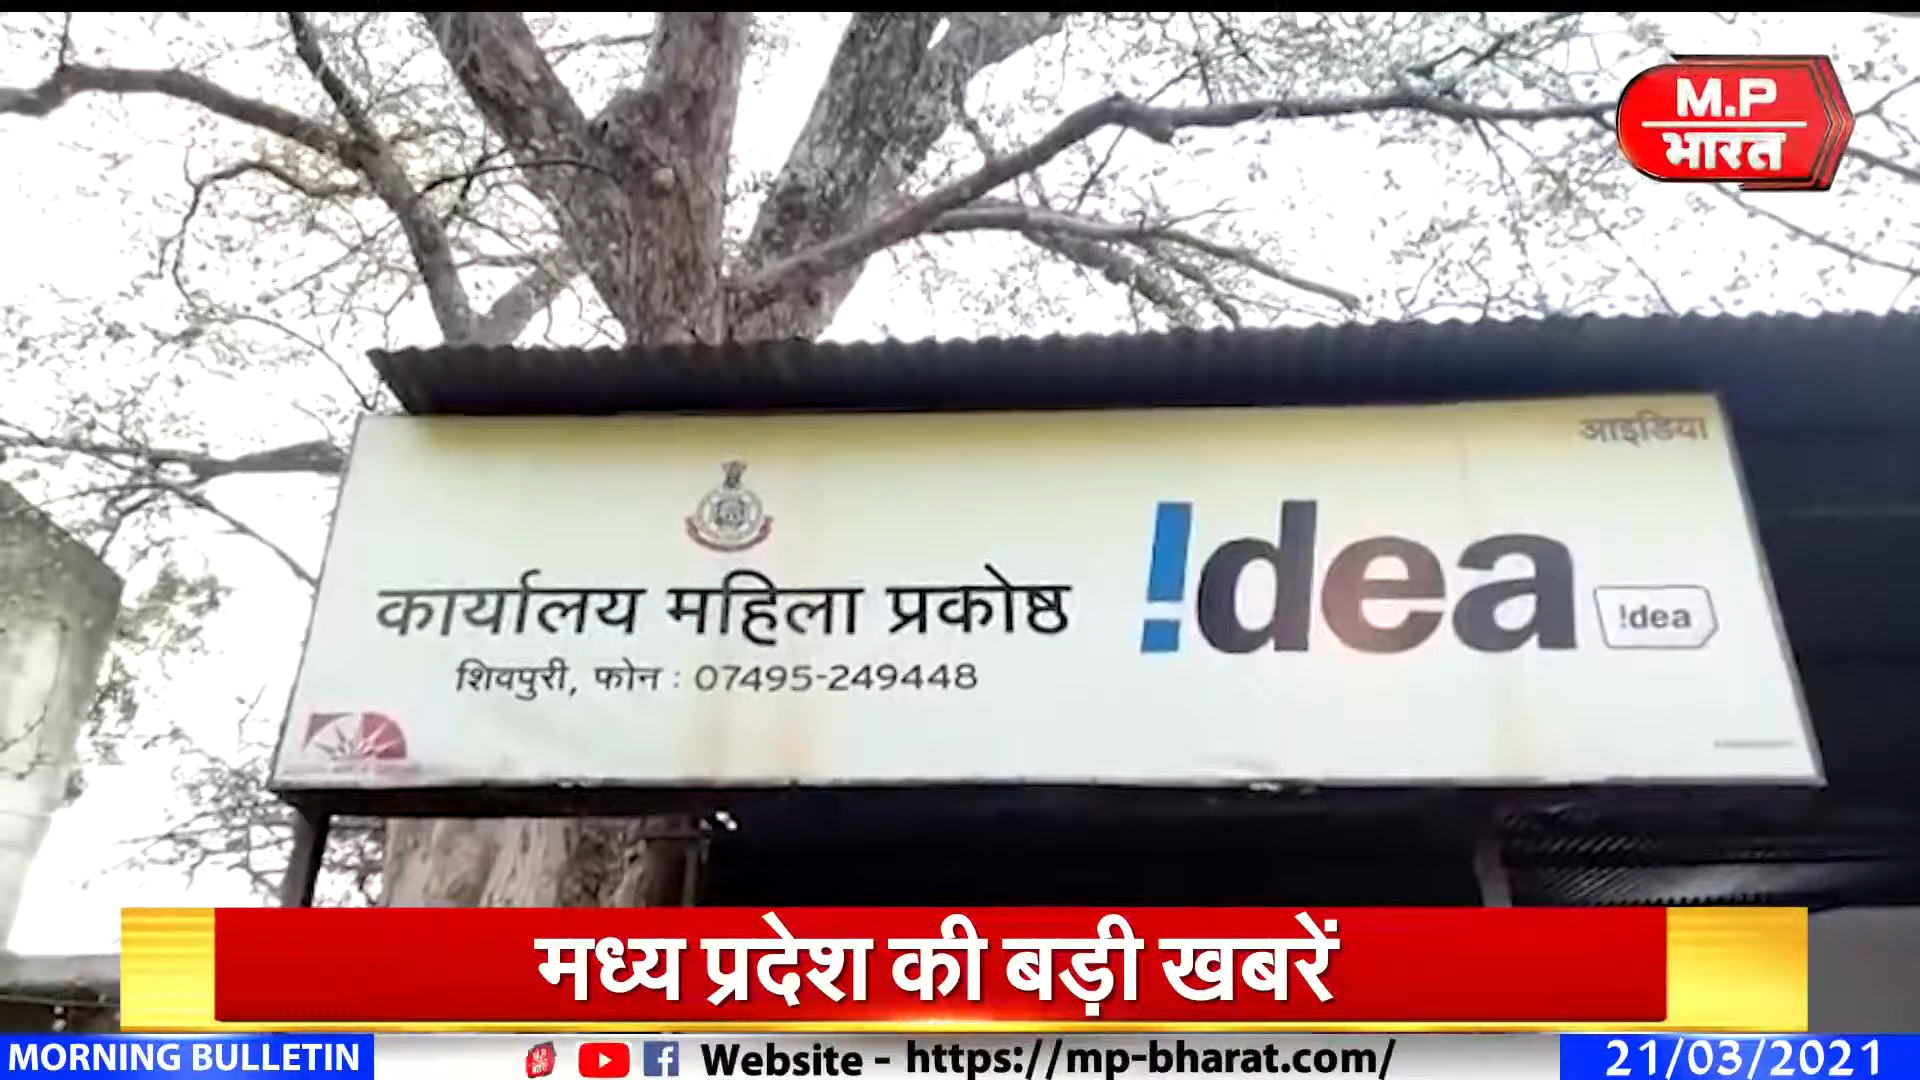 M.P
भारत
आइडिया
!dea
!dea
कार्यालय महिला प्रकोष्ठ
शिवपुरी, फोन : 07495-249448
मध्य प्रदेश की बड़ी खबरें
MORNING BULLETIN
Website - https://mp-bharat.com/
21/03/2021